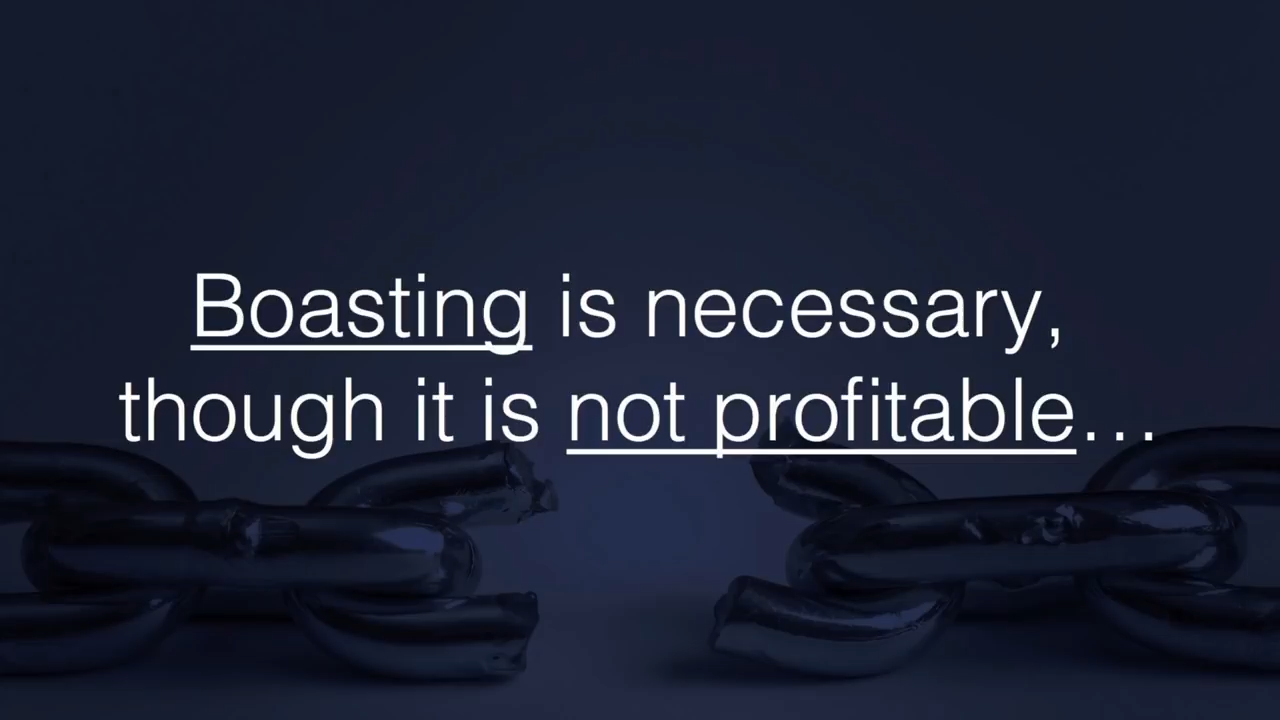 Boasting is necessary,
though it is not profitable…